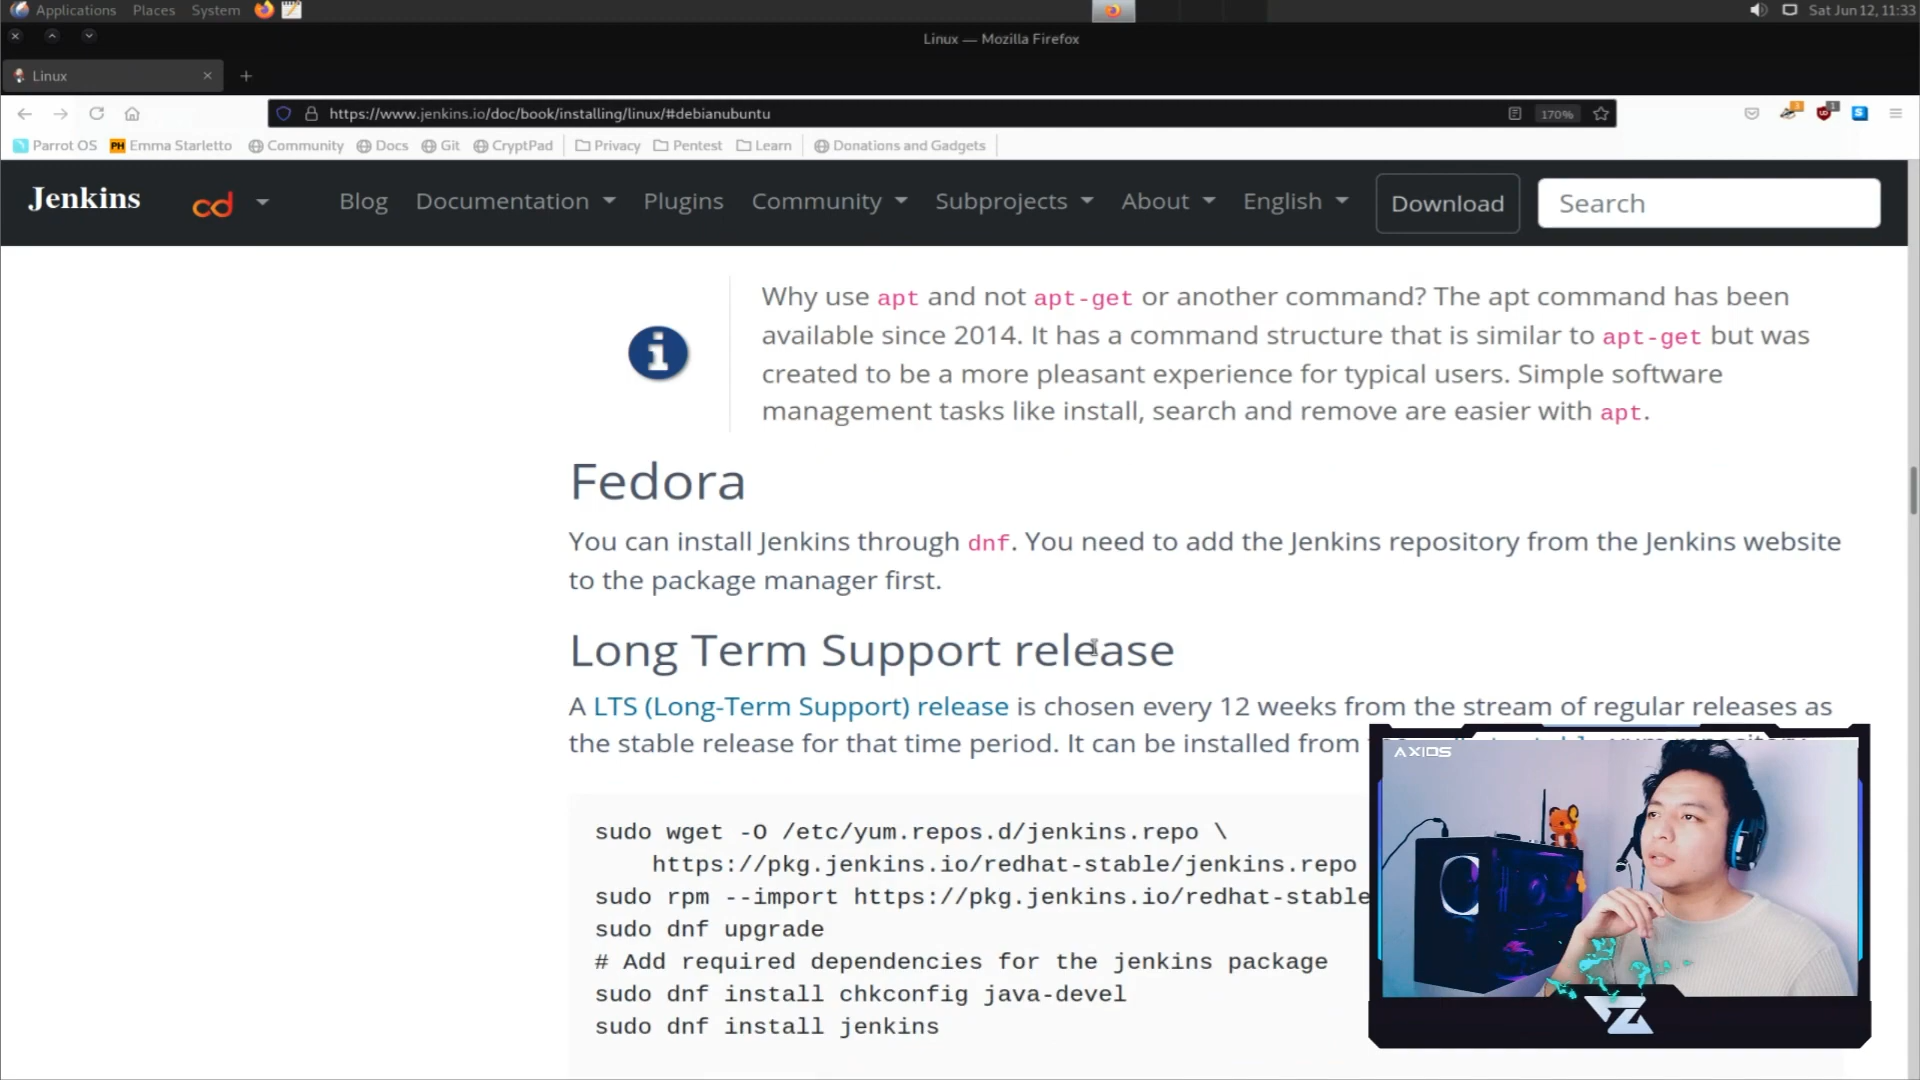 Applications Places System
Sat Jun 12, 11:33
Linux — Mozilla Firefox
Linux
https://www.jenkins.io/doc/book/installing/linux/#debianubuntu
170%
Parrot OS PH Emma Starletto Community Docs Git CryptPad Privacy Pentest Learn Donations and Gadgets
Jenkins cd Blog Documentation Plugins Community Subprojects About English Download Search
Why use apt and not apt-get or another command? The apt command has been
available since 2014. It has a command structure that is similar to apt-get but was
created to be a more pleasant experience for typical users. Simple software
management tasks like install, search and remove are easier with apt.
Fedora
You can install Jenkins through dnf. You need to add the Jenkins repository from the Jenkins website
to the package manager first.
Long Term Support release
A LTS (Long-Term Support) release is chosen every 12 weeks from the stream of regular releases as
the stable release for that time period. It can be installed from
AXIOS
sudo wget -O /etc/yum.repos.d/jenkins.repo \
https://pkg.jenkins.io/redhat-stable/jenkins.repo
sudo rpm --import https://pkg.jenkins.io/redhat-stable
sudo dnf upgrade
# Add required dependencies for the jenkins package
sudo dnf install chkconfig java-devel
sudo dnf install jenkins